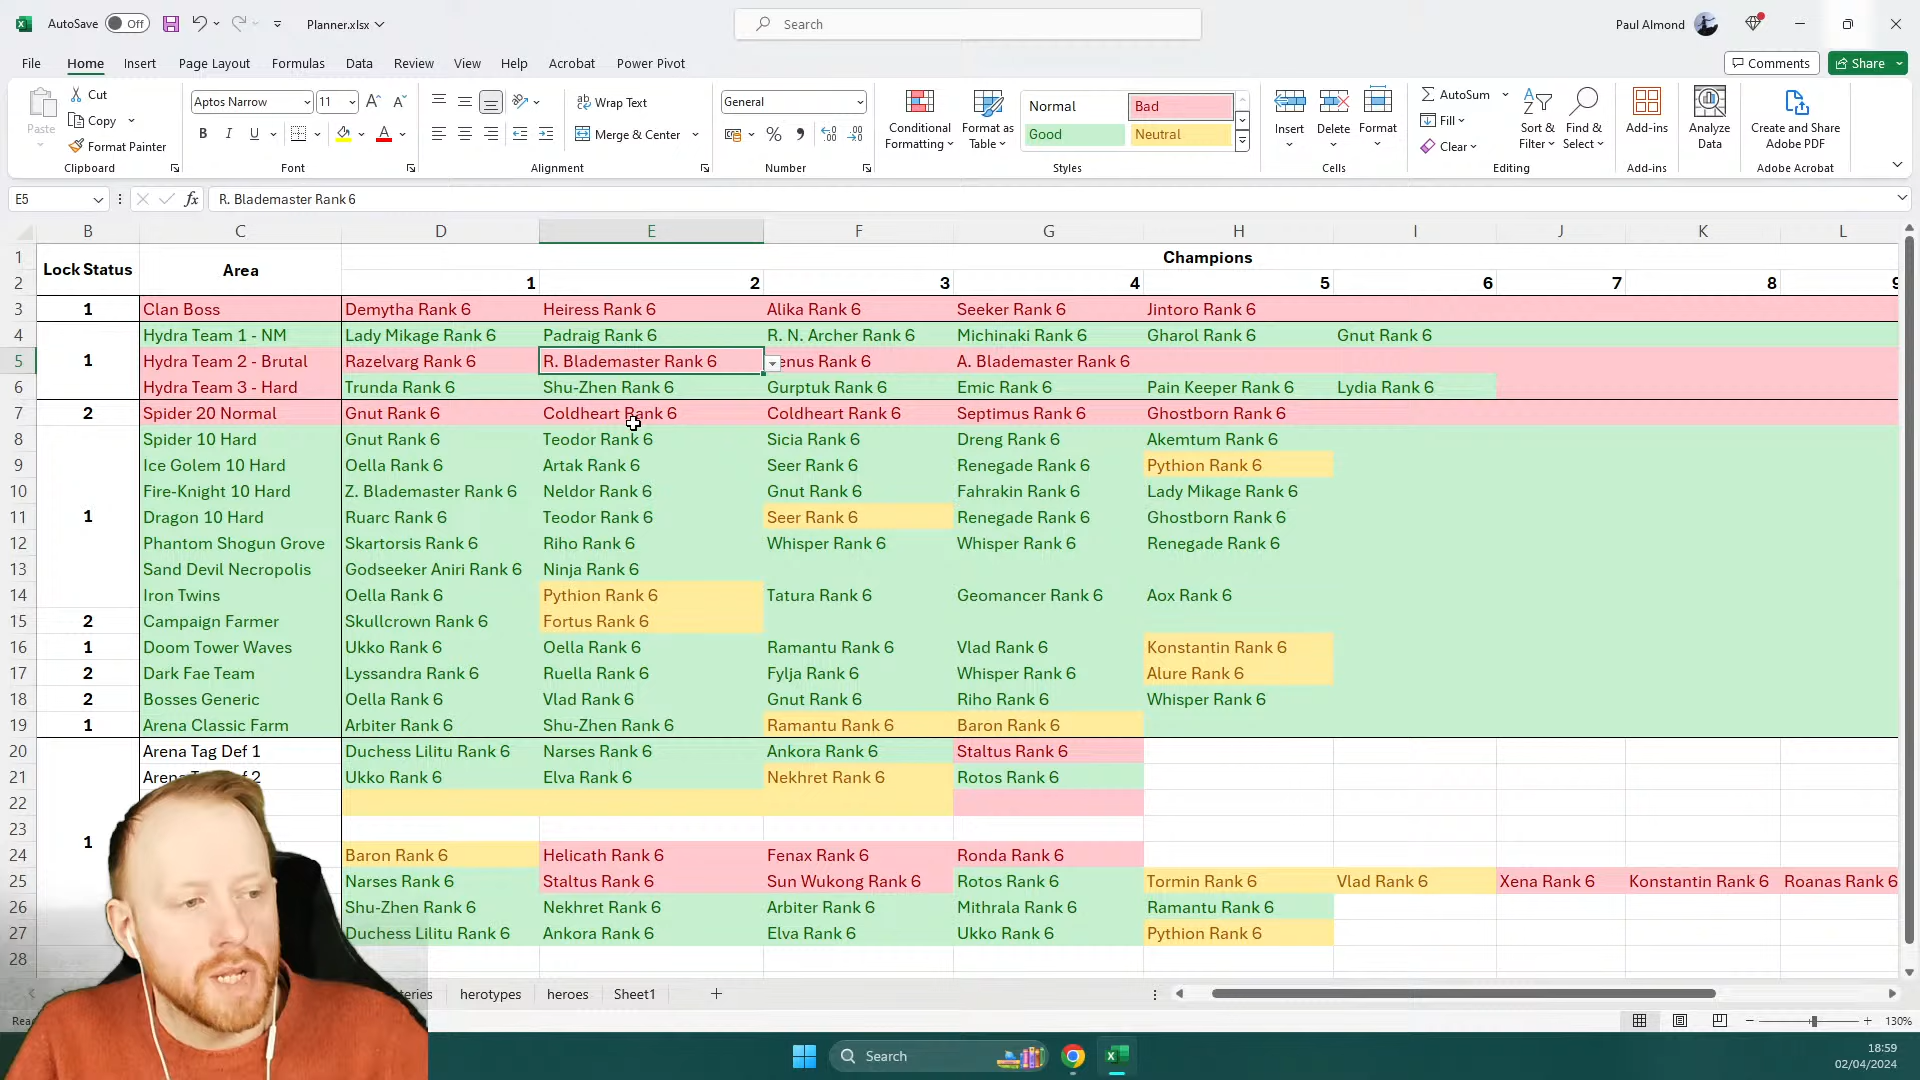 AutoSave Off Planner.xlsx Search Paul Almond
File Home Insert Page Layout Formulas Data Review View Help Acrobat Power Pivot Comments Share
Paste Cut Copy Format Painter Clipboard
Aptos Narrow 11 B I U A Font
Wrap Text Merge & Center Alignment
General % Number
Conditional Formatting Format as Table Normal Bad Good Neutral Styles
Insert Delete Format Cells
AutoSum Fill Clear Sort & Filter Find & Select Editing
Add-ins Add-ins
Analyze Data
Create and Share Adobe PDF Adobe Acrobat
E5 fx R. Blademaster Rank 6
B C D E F G H I J K L
1 Lock Status Area Champions
2 1 2 3 4 5 6 7 8
3 1 Clan Boss Demytha Rank 6 Heiress Rank 6 Alika Rank 6 Seeker Rank 6 Jintoro Rank 6
4 Hydra Team 1 - NM Lady Mikage Rank 6 Padraig Rank 6 R. N. Archer Rank 6 Michinaki Rank 6 Gharol Rank 6 Gnut Rank 6
5 1 Hydra Team 2 - Brutal Razelvarg Rank 6 R. Blademaster Rank 6 enus Rank 6 A. Blademaster Rank 6
6 Hydra Team 3 - Hard Trunda Rank 6 Shu-Zhen Rank 6 Gurptuk Rank 6 Emic Rank 6 Pain Keeper Rank 6 Lydia Rank 6
7 2 Spider 20 Normal Gnut Rank 6 Coldheart Rank 6 Coldheart Rank 6 Septimus Rank 6 Ghostborn Rank 6
8 Spider 10 Hard Gnut Rank 6 Teodor Rank 6 Sicia Rank 6 Dreng Rank 6 Akemtum Rank 6
9 Ice Golem 10 Hard Oella Rank 6 Artak Rank 6 Seer Rank 6 Renegade Rank 6 Pythion Rank 6
10 Fire-Knight 10 Hard Z. Blademaster Rank 6 Neldor Rank 6 Gnut Rank 6 Fahrakin Rank 6 Lady Mikage Rank 6
11 1 Dragon 10 Hard Ruarc Rank 6 Teodor Rank 6 Seer Rank 6 Renegade Rank 6 Ghostborn Rank 6
12 Phantom Shogun Grove Skartorsis Rank 6 Riho Rank 6 Whisper Rank 6 Whisper Rank 6 Renegade Rank 6
13 Sand Devil Necropolis Godseeker Aniri Rank 6 Ninja Rank 6
14 Iron Twins Oella Rank 6 Pythion Rank 6 Tatura Rank 6 Geomancer Rank 6 Aox Rank 6
15 2 Campaign Farmer Skullcrown Rank 6 Fortus Rank 6
16 1 Doom Tower Waves Ukko Rank 6 Oella Rank 6 Ramantu Rank 6 Vlad Rank 6 Konstantin Rank 6
17 2 Dark Fae Team Lyssandra Rank 6 Ruella Rank 6 Fylja Rank 6 Whisper Rank 6 Alure Rank 6
18 2 Bosses Generic Oella Rank 6 Vlad Rank 6 Gnut Rank 6 Riho Rank 6 Whisper Rank 6
19 1 Arena Classic Farm Arbiter Rank 6 Shu-Zhen Rank 6 Ramantu Rank 6 Baron Rank 6
20 Arena Tag Def 1 Duchess Lilitu Rank 6 Narses Rank 6 Ankora Rank 6 Staltus Rank 6
21 2 Ukko Rank 6 Elva Rank 6 Nekhret Rank 6 Rotos Rank 6
22
23 1
24 Baron Rank 6 Helicath Rank 6 Fenax Rank 6 Ronda Rank 6
25 Narses Rank 6 Staltus Rank 6 Sun Wukong Rank 6 Rotos Rank 6 Tormin Rank 6 Vlad Rank 6 Xena Rank 6 Konstantin Rank 6 Roanas Rank 6
26 Shu-Zhen Rank 6 Nekhret Rank 6 Arbiter Rank 6 Mithrala Rank 6 Ramantu Rank 6
27 Duchess Lilitu Rank 6 Ankora Rank 6 Elva Rank 6 Ukko Rank 6 Pythion Rank 6
28
eries herotypes heroes Sheet1
130%
Search
18:59
02/04/2024